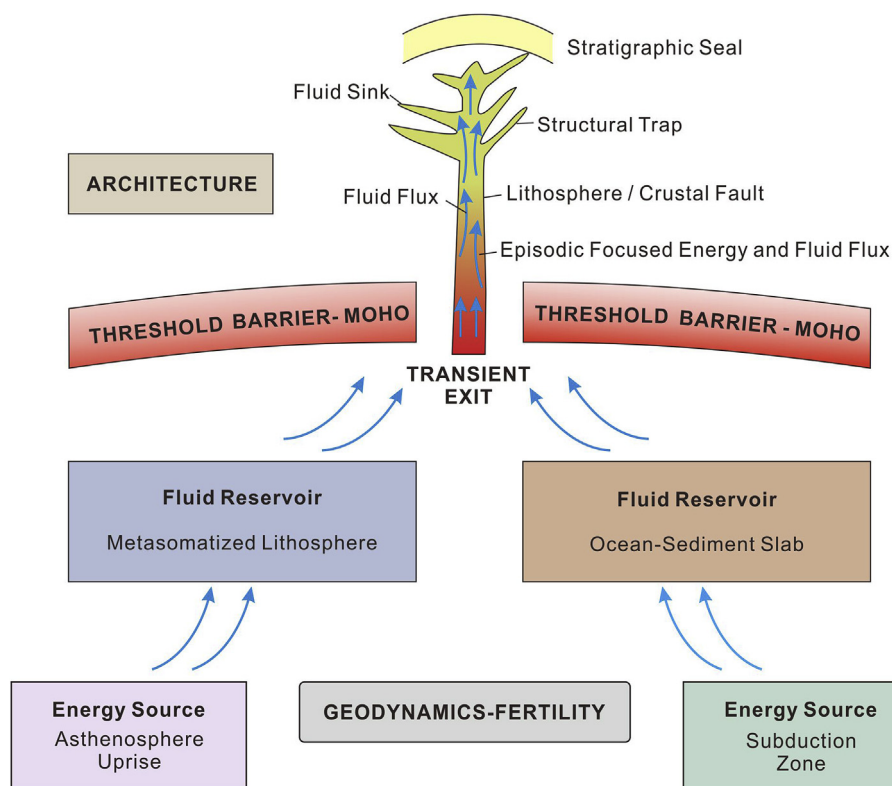 Stratigraphic Seal
Fluid Sink
Structural Trap
ARCHITECTURE
Fluid Flux
Lithosphere / Crustal Fault
Episodic Focused Energy and Fluid Flux
THRESHOLD BARRIER- MOHO
THRESHOLD BARRIER - MOHO
TRANSIENT
EXIT
Fluid Reservoir
Metasomatized Lithosphere
Fluid Reservoir
Ocean-Sediment Slab
Energy Source
Asthenosphere
Uprise
GEODYNAMICS-FERTILITY
Energy Source
Subduction
Zone